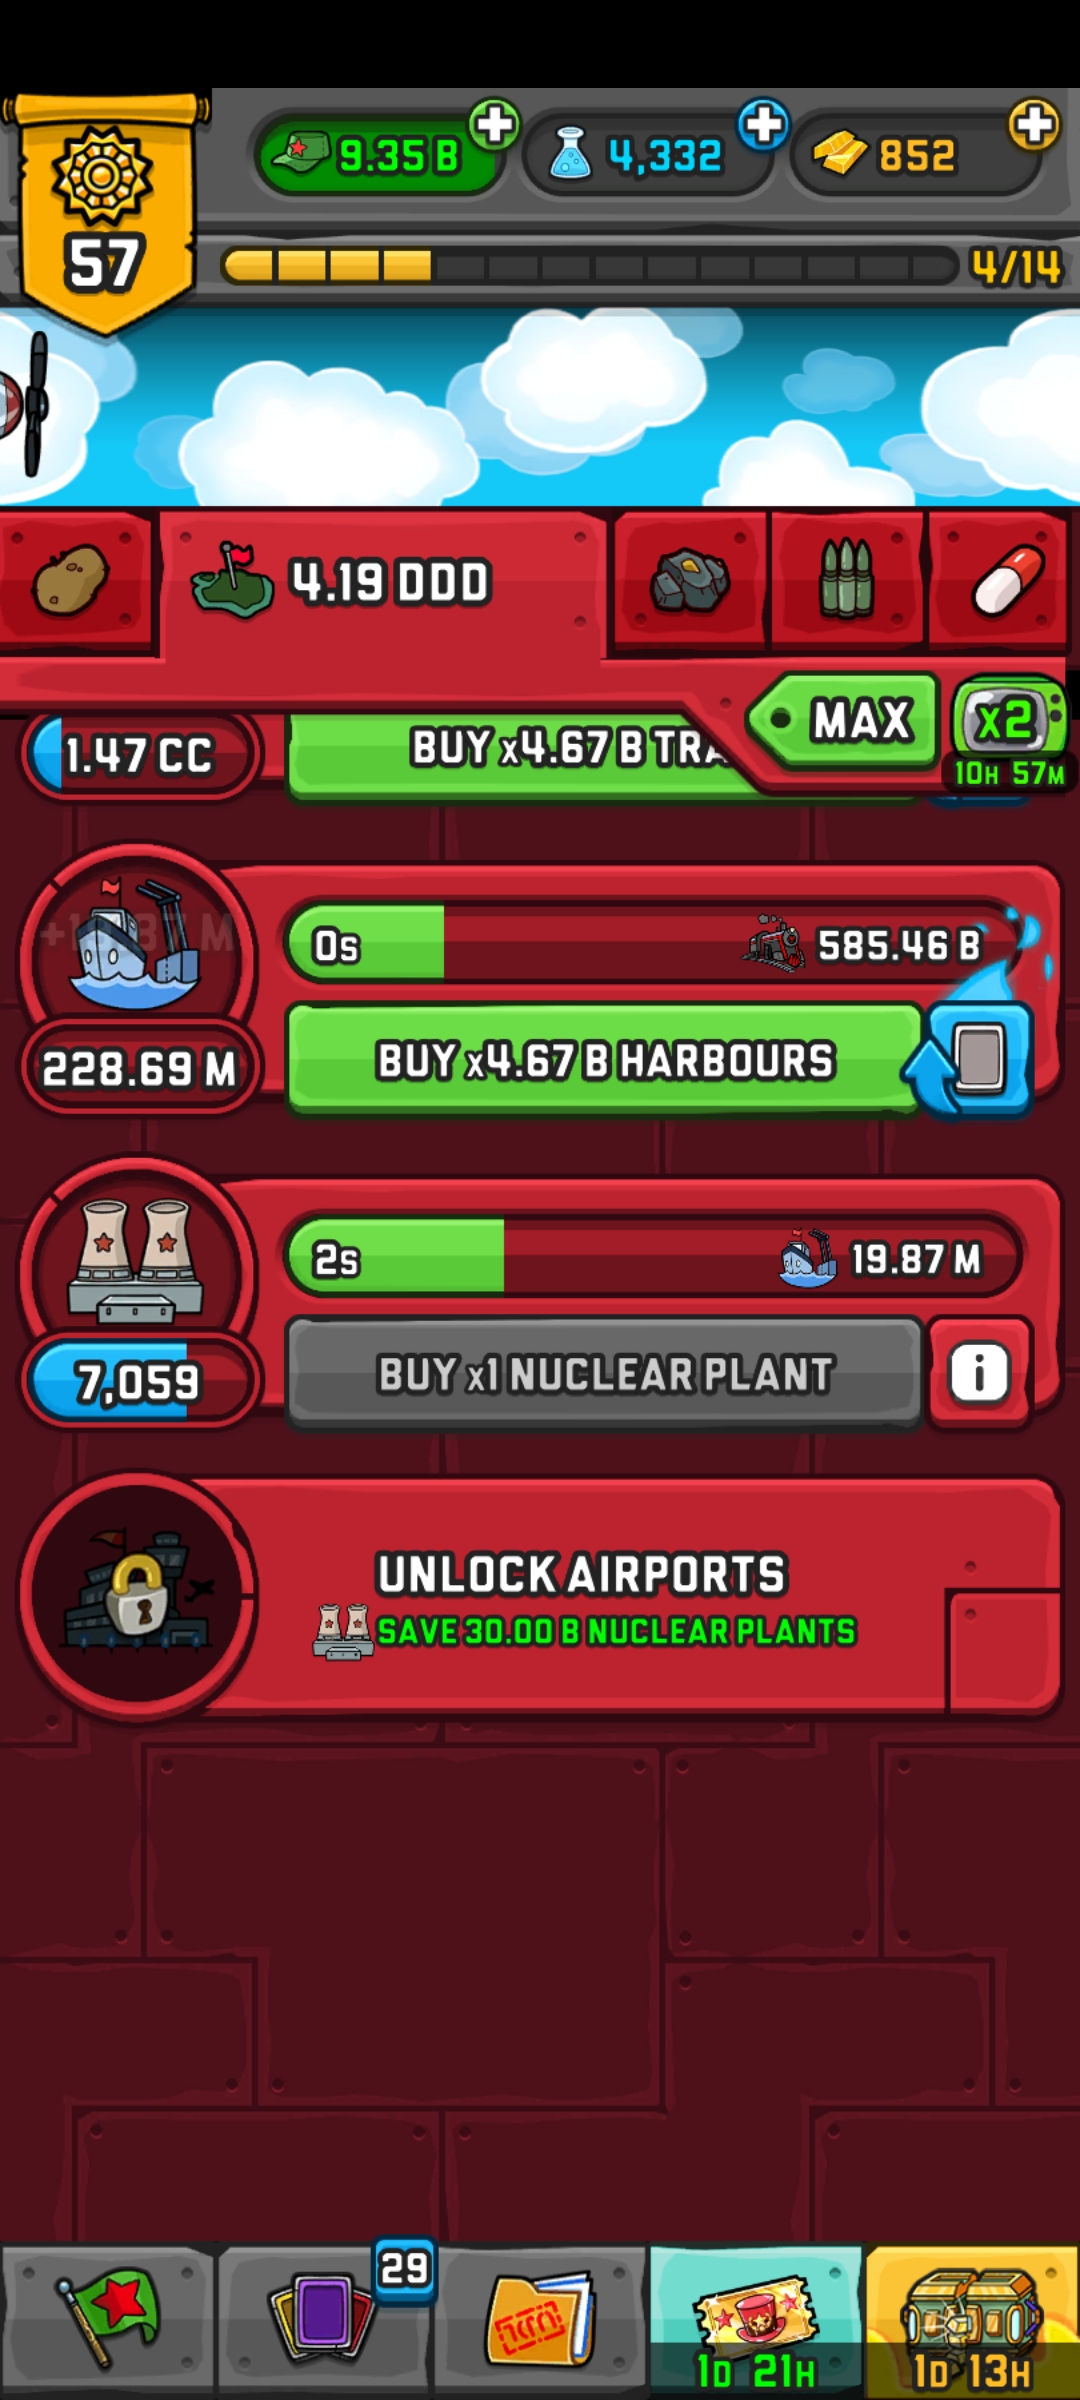 9.35 B
4,332
852
57
4/14
4.19 DDD
MAX
x2
10H 57M
1.47 CC
BUY x4.67 B TRA
0s
585.46 B
228.69 M
BUY x4.67 B HARBOURS
2s
19.87 M
7,059
BUY x1 NUCLEAR PLANT
i
UNLOCK AIRPORTS
SAVE 30.00 B NUCLEAR PLANTS
29
1D 21H
1D 13H